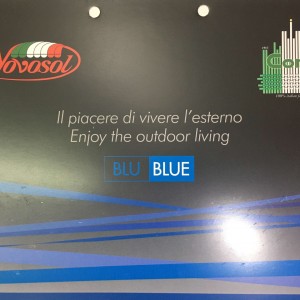 Novosol
Il piacere di vivere l'esterno
Enjoy the outdoor living
BLU BLUE